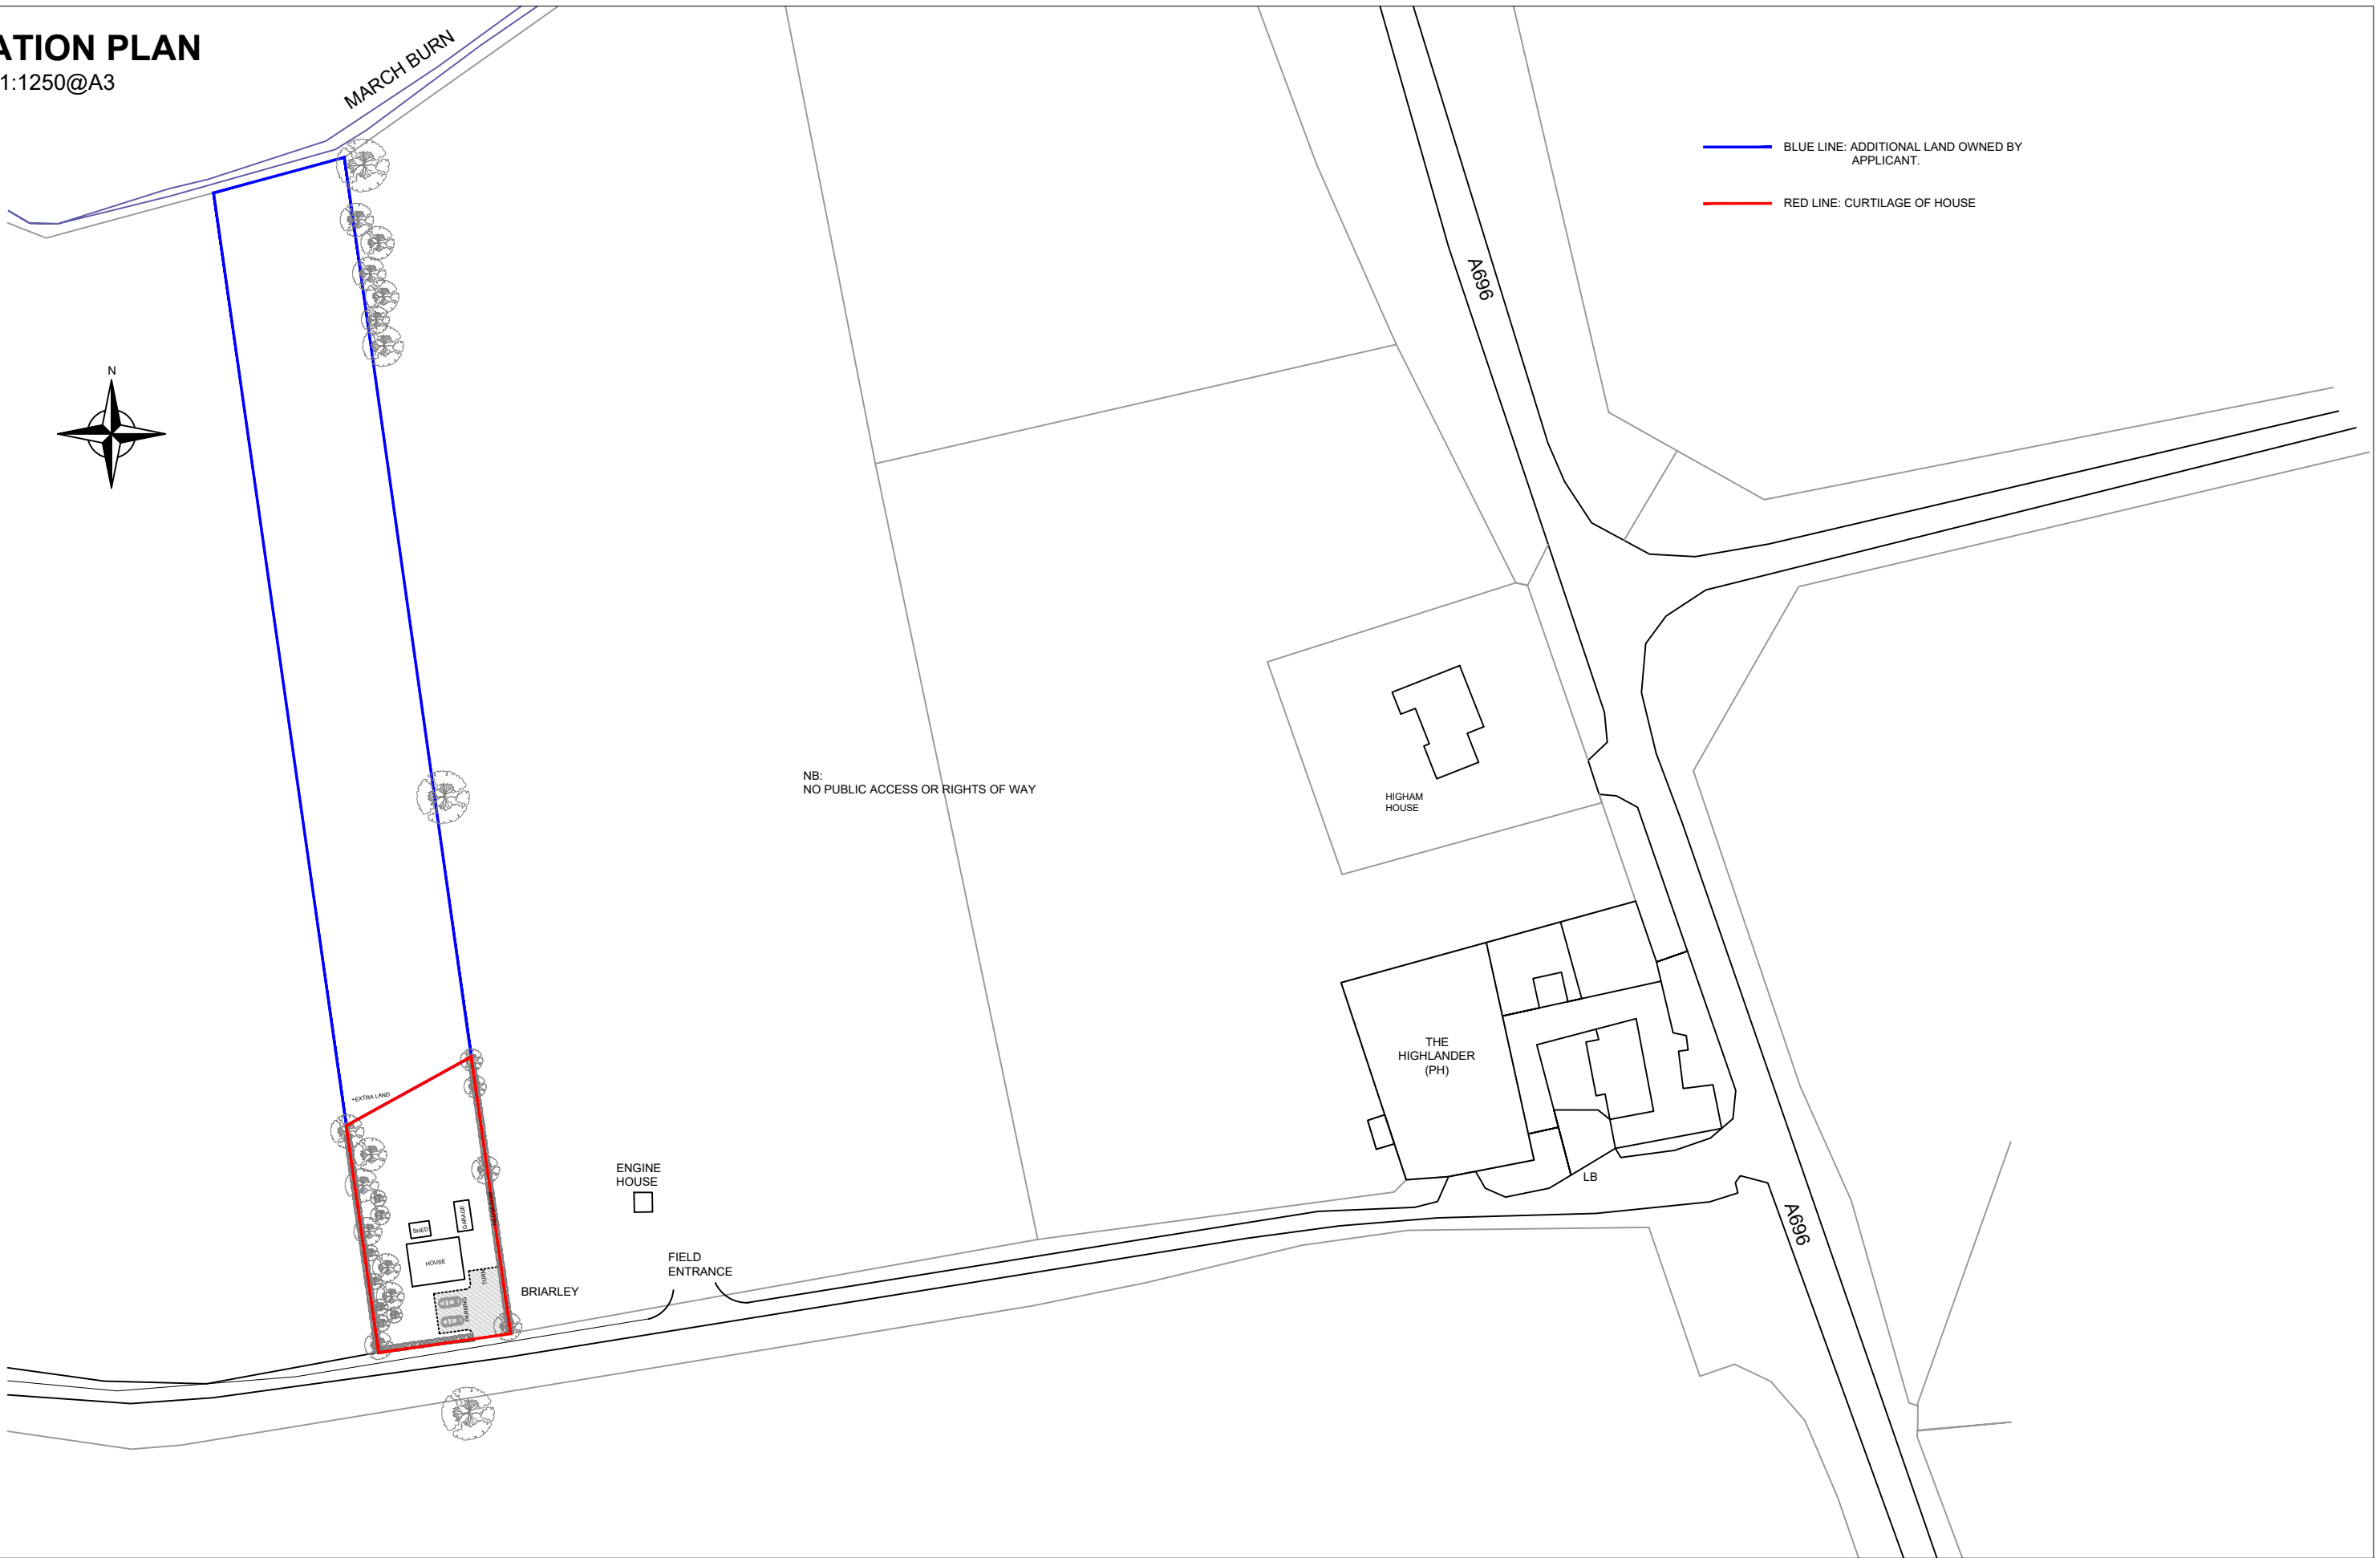 ATION PLAN
1:1250@A3
MARCH BURN
BLUE LINE: ADDITIONAL LAND OWNED BY
APPLICANT.
RED LINE: CURTILAGE OF HOUSE
A696
N
NB:
NO PUBLIC ACCESS OR RIGHTS OF WAY
HIGHAM
HOUSE
THE
HIGHLANDER
(PH)
+EXTRA LAND
ENGINE
HOUSE
LB
GARAGE
SHED
HOUSE
TURN
PARKING
BRIARLEY
FIELD
ENTRANCE
A696